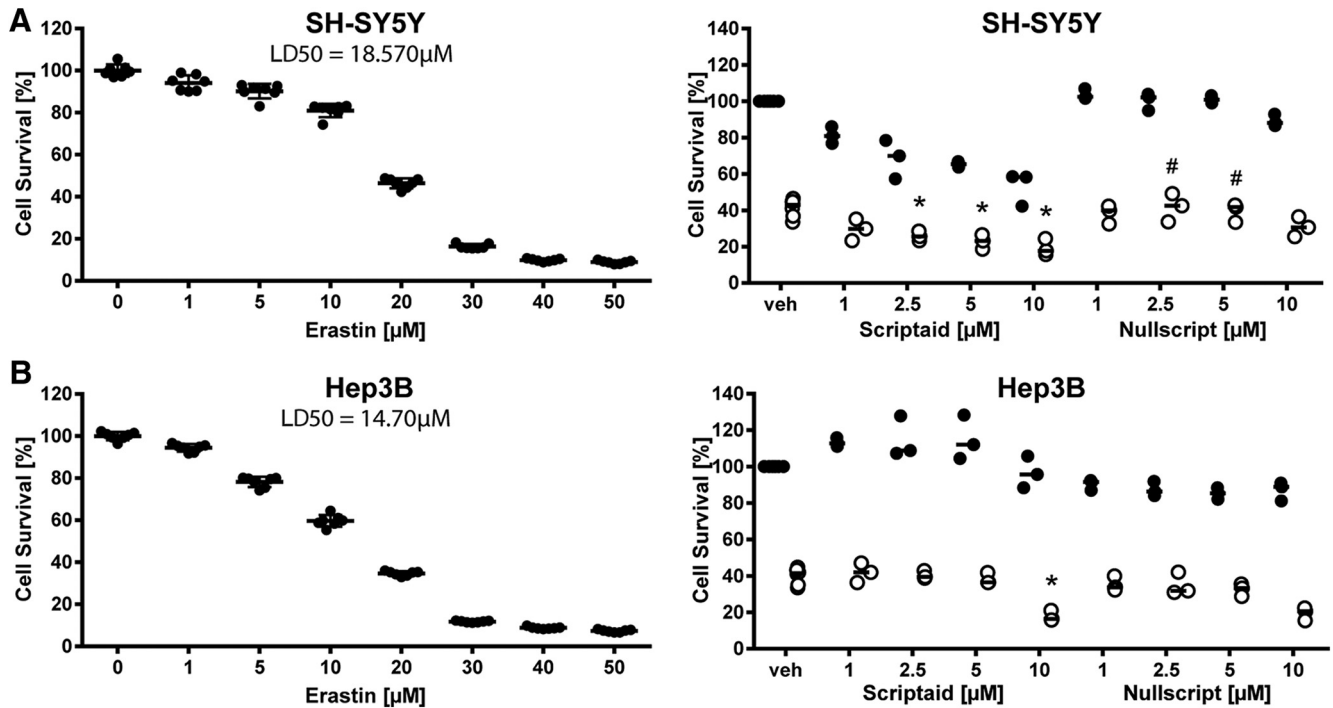 A
SH-SY5Y
LD50 = 18.570µM
Cell Survival [%]
120
100
80
60
40
20
0
0 1 5 10 20 30 40 50
Erastin [µM]
SH-SY5Y
Cell Survival [%]
140
120
100
80
60
40
20
0
* * * # #
veh 1 2.5 5 10 1 2.5 5 10
Scriptaid [µM] Nullscript [µM]
B
Hep3B
LD50 = 14.70µM
Cell Survival [%]
120
100
80
60
40
20
0
0 1 5 10 20 30 40 50
Erastin [µM]
Hep3B
Cell Survival [%]
140
120
100
80
60
40
20
0
*
veh 1 2.5 5 10 1 2.5 5 10
Scriptaid [µM] Nullscript [µM]